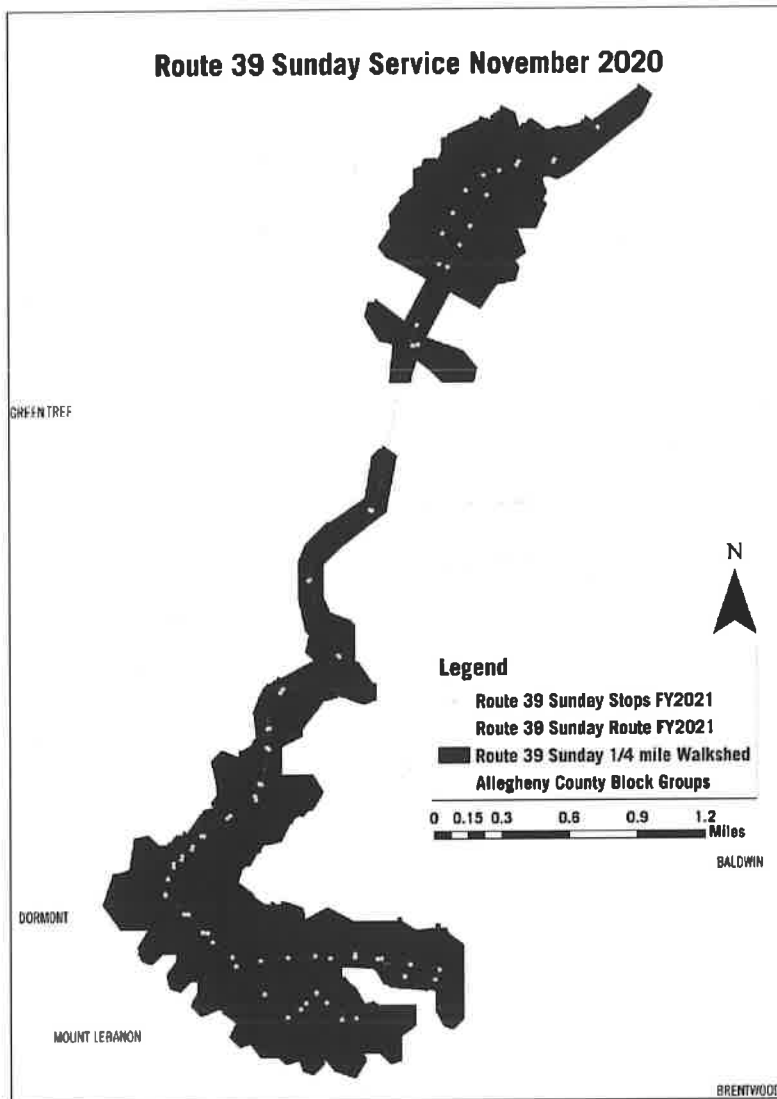 Route 39 Sunday Service November 2020
GREEN TREE
N
Legend
Route 39 Sunday Stops FY2021
Route 39 Sunday Route FY2021
Route 39 Sunday 1/4 mile Walkshed
Allegheny County Block Groups
0 0.15 0.3 0.6 0.9 1.2
Miles
BALDWIN
DORMONT
MOUNT LEBANON
BRENTWOOD